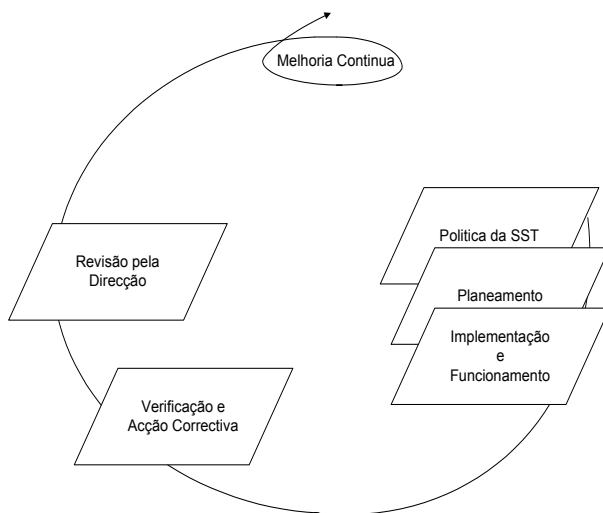 Melhoria Continua
Politica da SST
Planeamento
Implementação
e
Funcionamento
Verificação e
Acção Correctiva
Revisão pela
Direcção